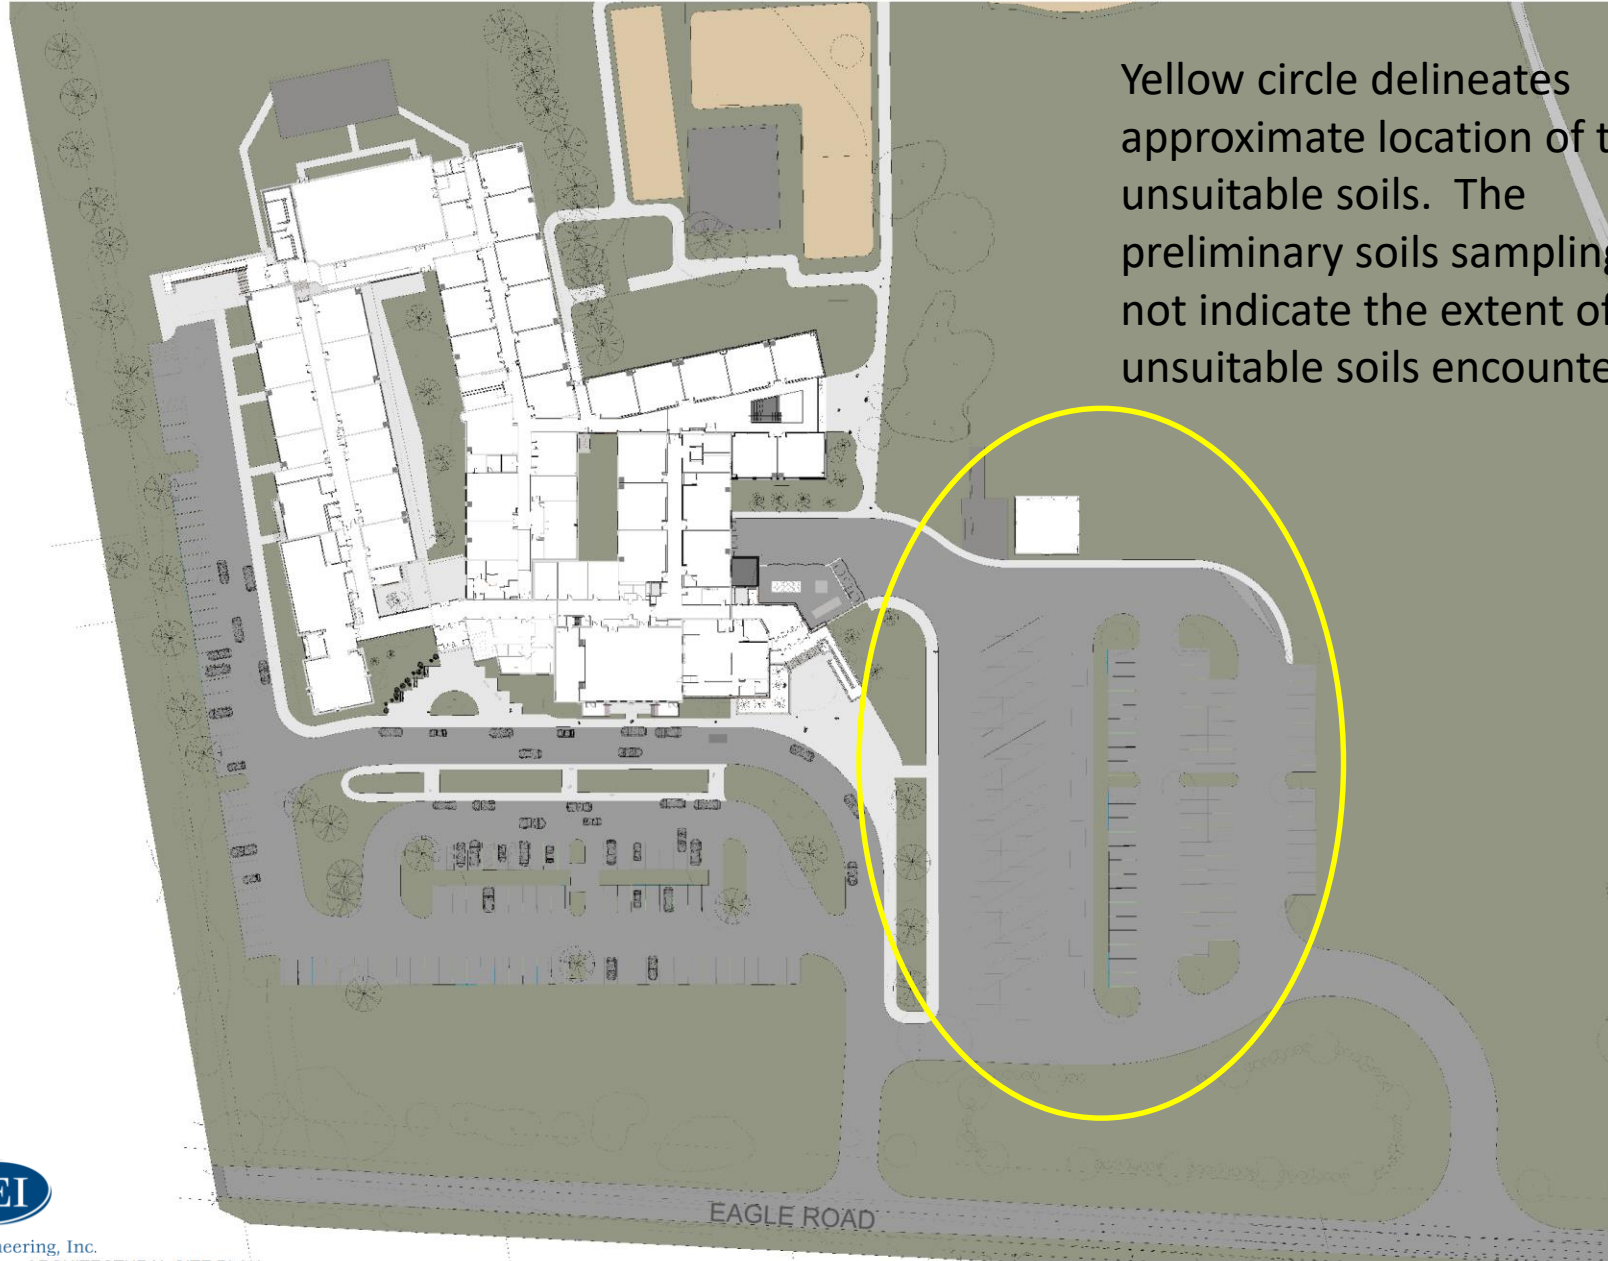 Yellow circle delineates
approximate location of t
unsuitable soils.  The
preliminary soils sampling
not indicate the extent of
unsuitable soils encounte
EAGLE ROAD
EI
neering, Inc.